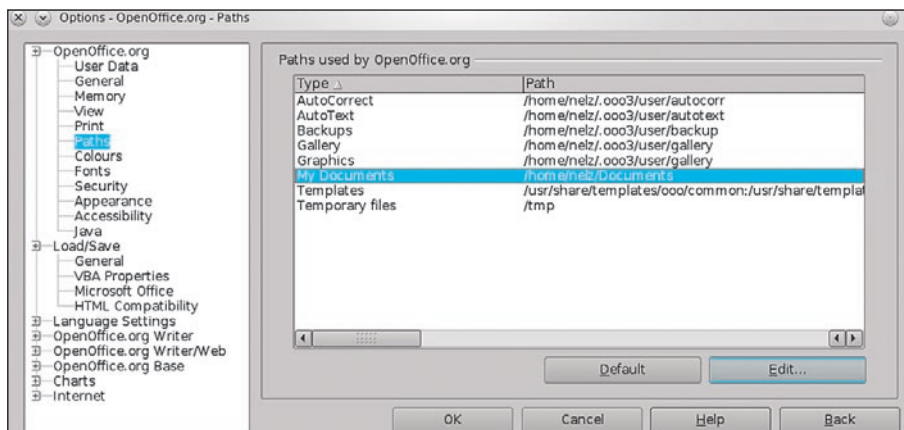 Options - OpenOffice.org - Paths
OpenOffice.org
User Data
General
Memory
View
Print
Paths
Colours
Fonts
Security
Appearance
Accessibility
Java
Load/Save
General
VBA Properties
Microsoft Office
HTML Compatibility
Language Settings
OpenOffice.org Writer
OpenOffice.org Writer/Web
OpenOffice.org Base
Charts
Internet
Paths used by OpenOffice.org
Type Path
AutoCorrect /home/nelz/.ooo3/user/autocorr
AutoText /home/nelz/.ooo3/user/autotext
Backups /home/nelz/.ooo3/user/backup
Gallery /home/nelz/.ooo3/user/gallery
Graphics /home/nelz/.ooo3/user/gallery
My Documents /home/nelz/Documents
Templates /usr/share/templates/ooo/common;/usr/share/templat
Temporary files /tmp
Default Edit...
OK Cancel Help Back